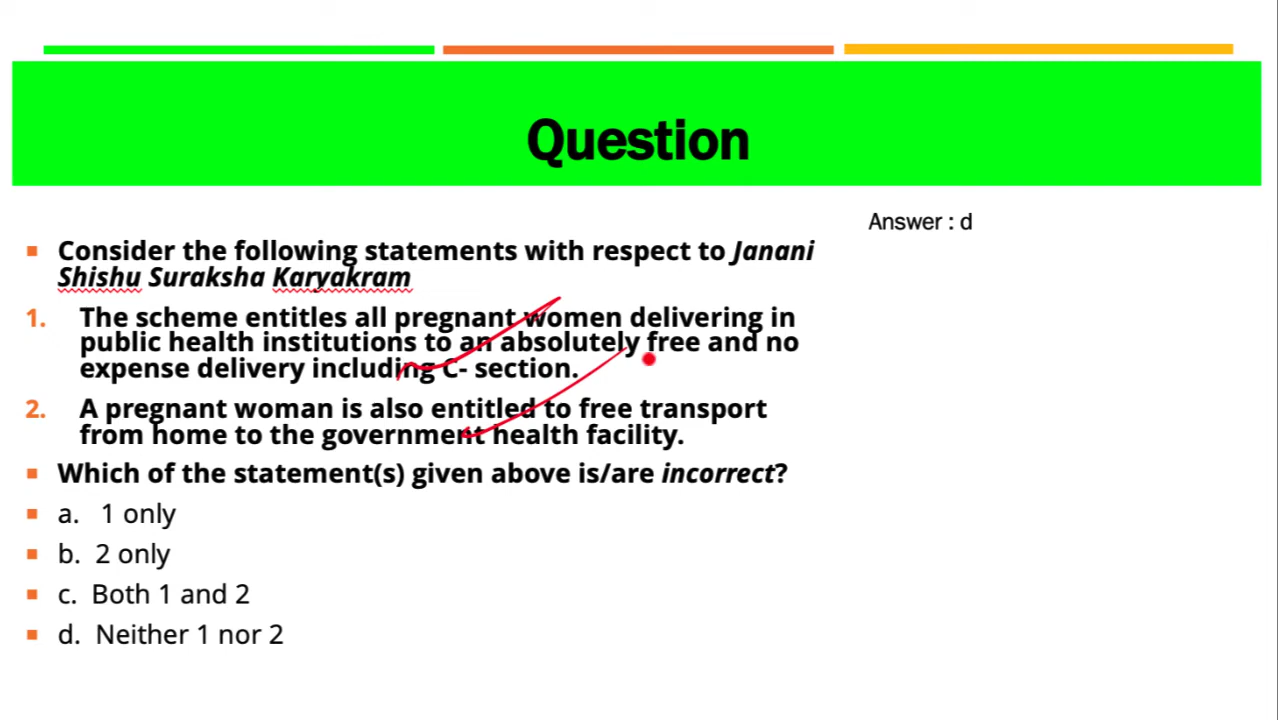 Question
Answer : d
Consider the following statements with respect to Janani
Shishu Suraksha Karyakram
1. The scheme entitles all pregnant women delivering in
public health institutions to an absolutely free and no
expense delivery including C- section.
2. A pregnant woman is also entitled to free transport
from home to the government health facility.
Which of the statement(s) given above is/are incorrect?
a. 1 only
b. 2 only
c. Both 1 and 2
d. Neither 1 nor 2